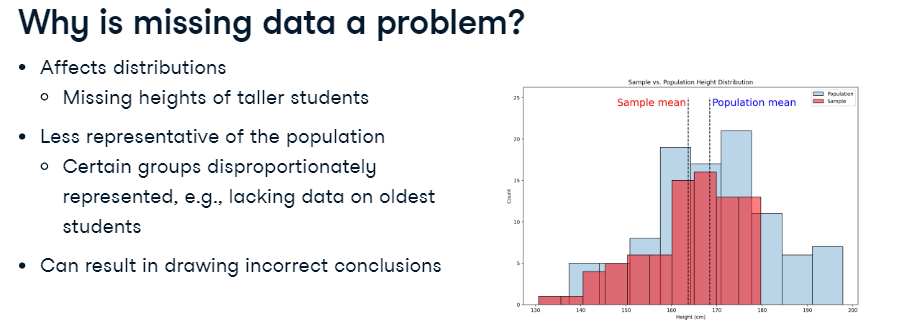 Why is missing data a problem?
• Affects distributions
○ Missing heights of taller students
• Less representative of the population
○ Certain groups disproportionately
represented, e.g., lacking data on oldest
students
• Can result in drawing incorrect conclusions
Sample vs. Population Height Distribution
Population
Sample
Sample mean
Population mean
25
20
15
10
5
0
Count
130 140 150 160 170 180 190 200
Height (cm)